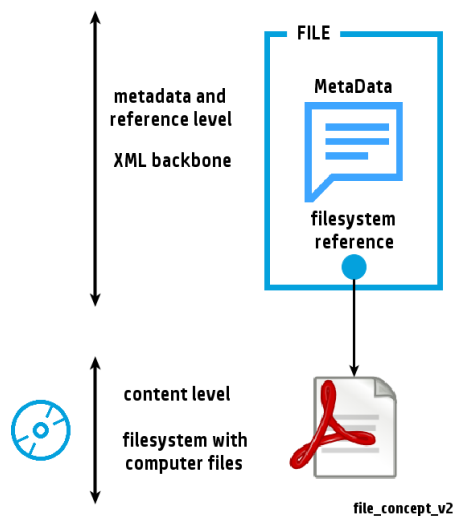 FILE
MetaData
metadata and
reference level
XML backbone
filesystem
reference
content level
filesystem with
computer files
file_concept_v2